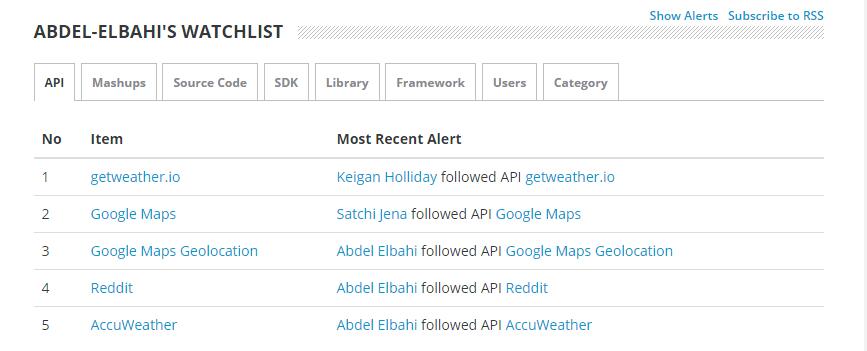 Show Alerts Subscribe to RSS
ABDEL-ELBAHI'S WATCHLIST
API Mashups Source Code SDK Library Framework Users Category
No Item Most Recent Alert
1 getweather.io Keigan Holliday followed API getweather.io
2 Google Maps Satchi Jena followed API Google Maps
3 Google Maps Geolocation Abdel Elbahi followed API Google Maps Geolocation
4 Reddit Abdel Elbahi followed API Reddit
5 AccuWeather Abdel Elbahi followed API AccuWeather